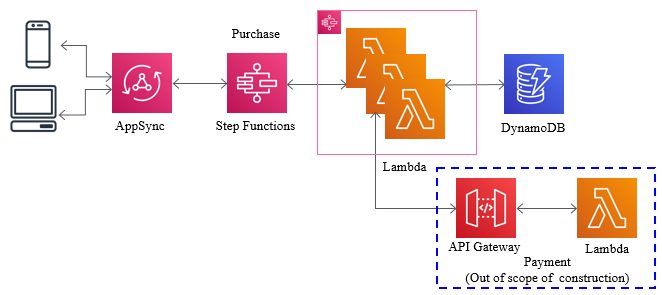 Purchase
AppSync
Step Functions
DynamoDB
Lambda
API Gateway
Lambda
Payment
(Out of scope of construction)